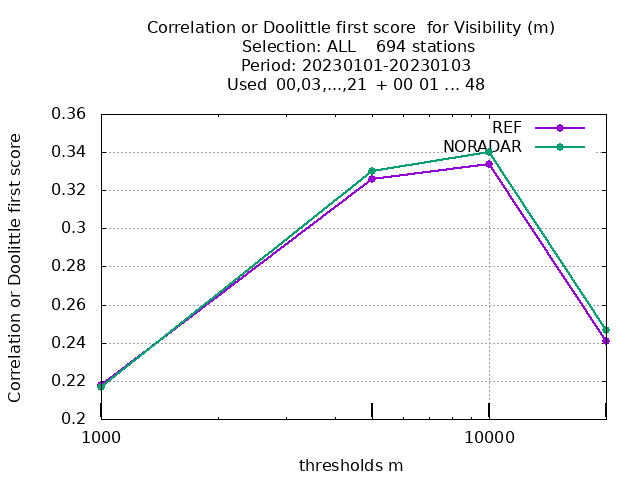 Correlation or Doolittle first score  for Visibility (m)
Selection: ALL    694 stations
Period: 20230101-20230103
Used  00,03,...,21  + 00 01 ... 48
REF
NORADAR
Correlation or Doolittle first score
0.36
0.34
0.32
0.3
0.28
0.26
0.24
0.22
0.2
1000
10000
thresholds m